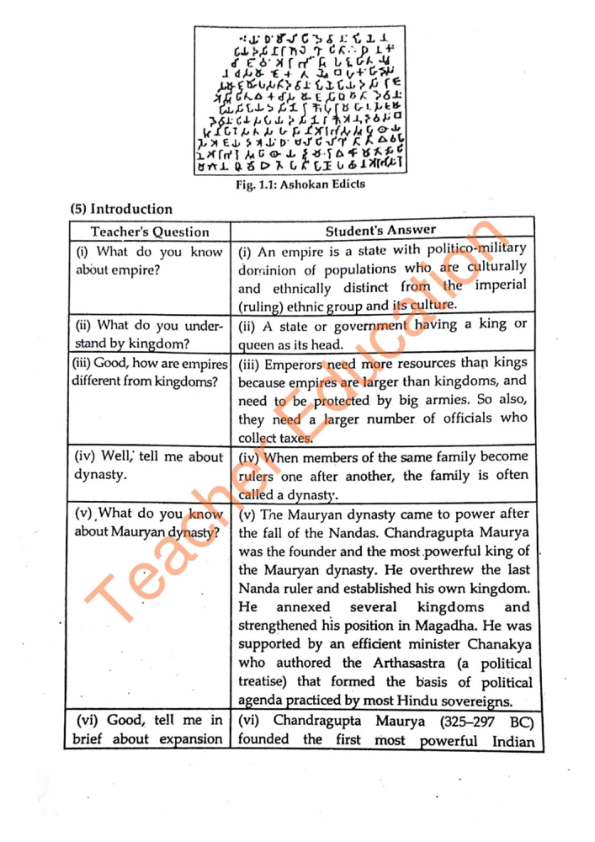 Fig. 1.1: Ashokan Edicts
(5) Introduction
Teacher's Question
Student's Answer
(i) What do you know
about empire?
(i) An empire is a state with politico-military
dominion of populations who are culturally
and ethnically distinct from the imperial
(ruling) ethnic group and its culture.
(ii) What do you under-
stand by kingdom?
(ii) A state or government having a king or
queen as its head.
(iii) Good, how are empires
different from kingdoms?
(iii) Emperors need more resources than kings
because empires are larger than kingdoms, and
need to be protected by big armies. So also,
they need a larger number of officials who
collect taxes.
(iv) Well, tell me about
dynasty.
(iv) When members of the same family become
rulers one after another, the family is often
called a dynasty.
(v) What do you know
about Mauryan dynasty?
(v) The Mauryan dynasty came to power after
the fall of the Nandas. Chandragupta Maurya
was the founder and the most powerful king of
the Mauryan dynasty. He overthrew the last
Nanda ruler and established his own kingdom.
He annexed several kingdoms and
strengthened his position in Magadha. He was
supported by an efficient minister Chanakya
who authored the Arthasastra (a political
treatise) that formed the basis of political
agenda practiced by most Hindu sovereigns.
(vi) Good, tell me in
brief about expansion
(vi) Chandragupta Maurya (325–297 BC)
founded the first most powerful Indian
Teacher Education